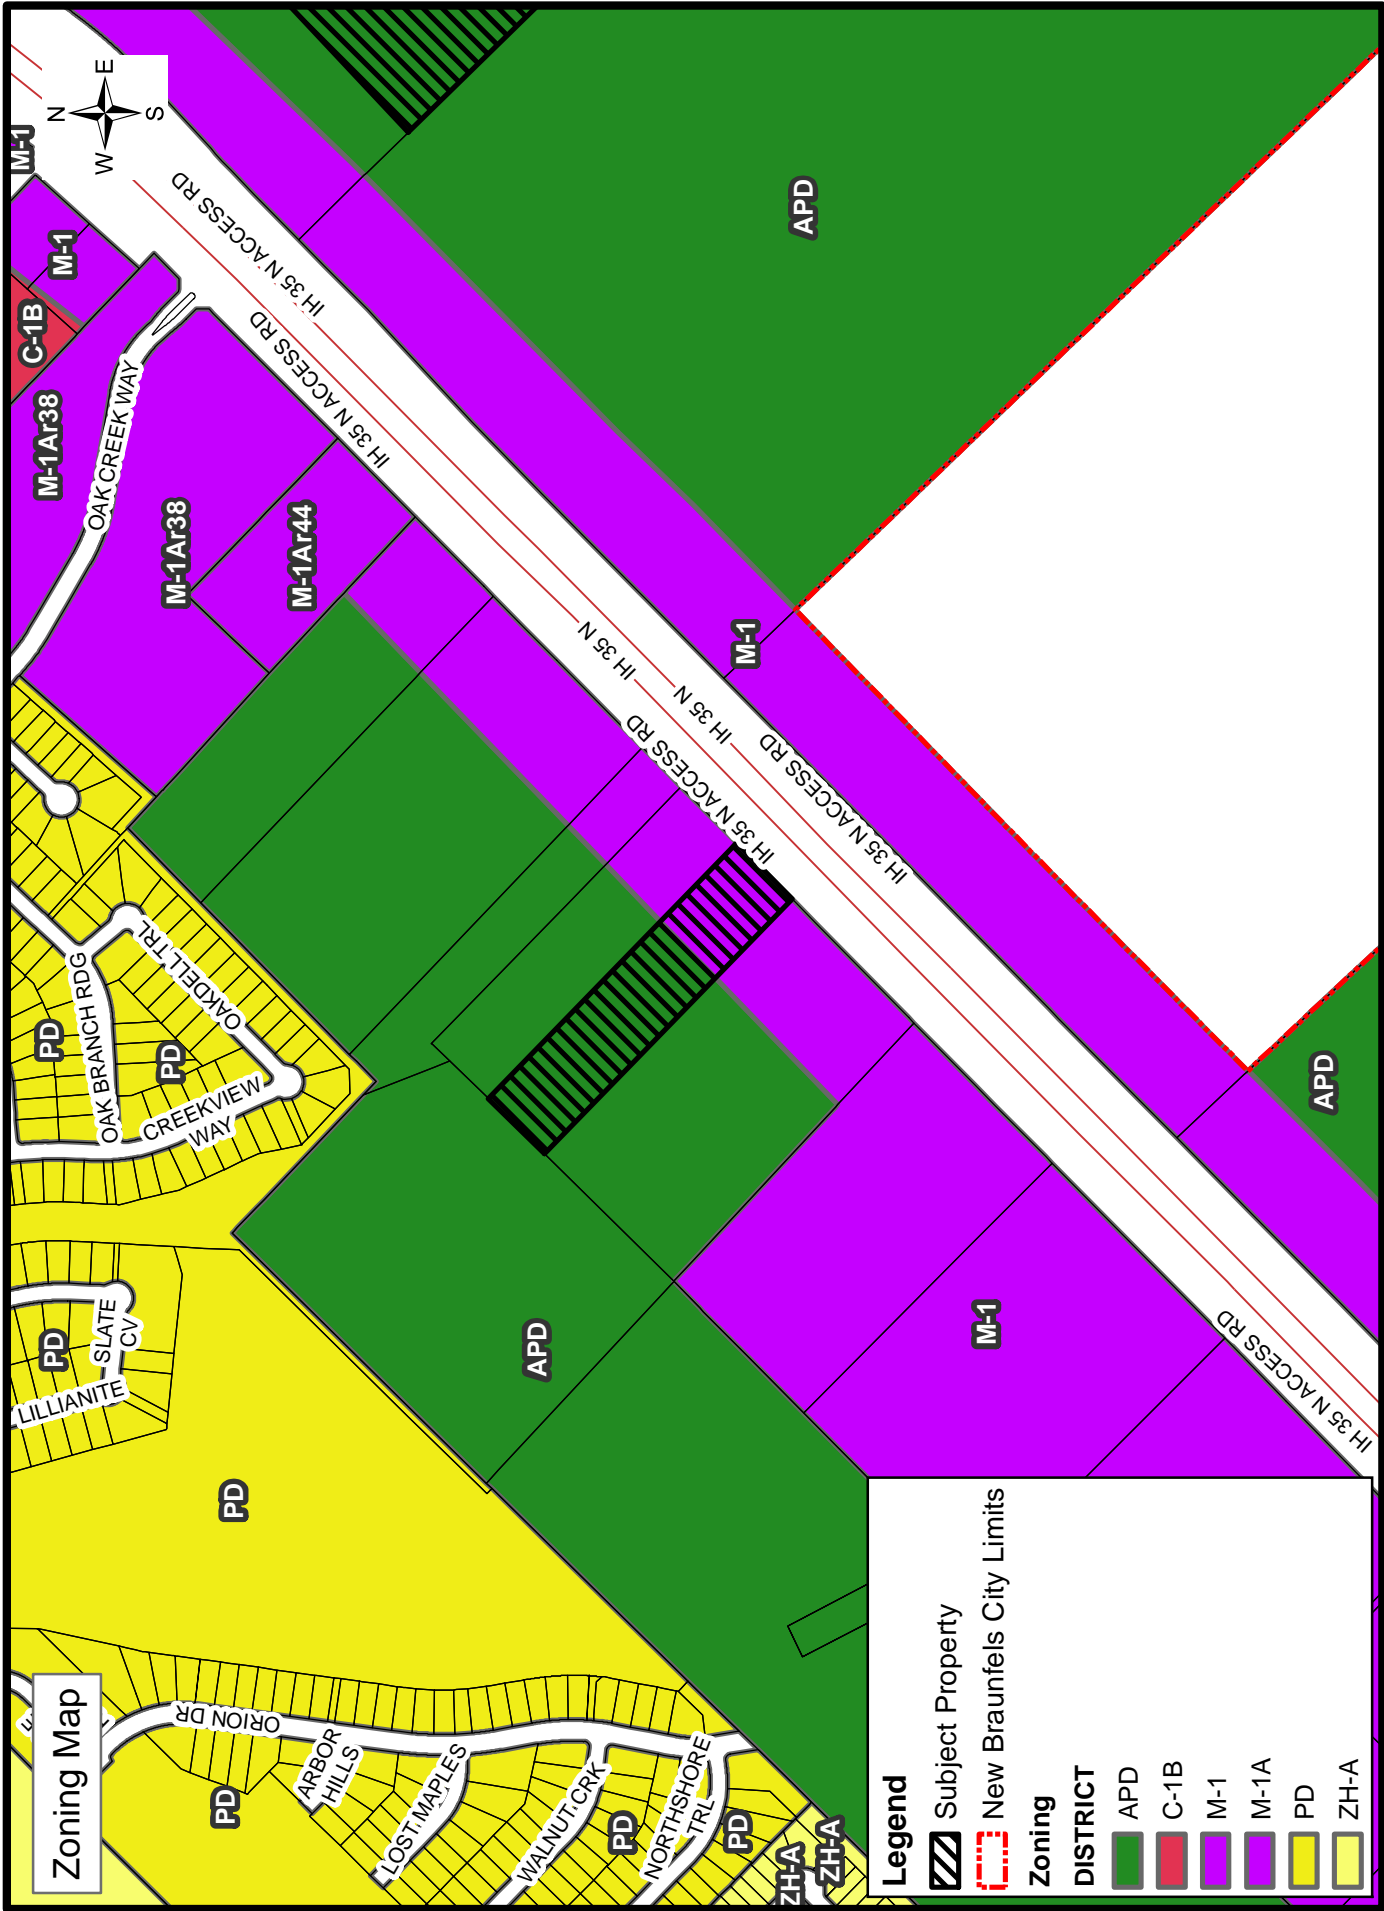 Zoning Map
PD
ORION DR
ARBOR
HILLS
LOST MAPLES
WALNUT CRK
PD
NORTHSHORE
TRL
PD
ZH-A
ZH-A
PD
LILLIANITE
PD
SLATE
CV
PD
OAK BRANCH RDG
PD
CREEKVIEW
WAY
OAKDELL TRL
APD
M-1Ar38
OAK CREEK WAY
C-1B
M-1
M-1
M-1Ar38
M-1Ar44
N
W
E
S
IH 35 N ACCESS RD
IH 35 N ACCESS RD
IH 35 N
IH 35 N
IH 35 N ACCESS RD
IH 35 N ACCESS RD
M-1
APD
M-1
IH 35 N ACCESS RD
APD
Legend
Subject Property
New Braunfels City Limits
Zoning
DISTRICT
APD
C-1B
M-1
M-1A
PD
ZH-A